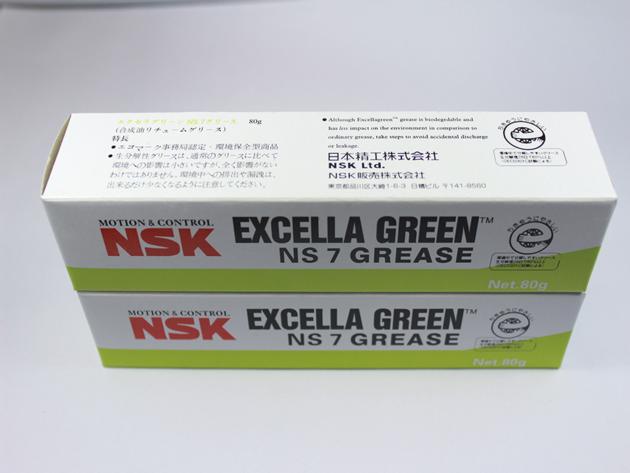 エクセラグリーン NS 7グリース 80g
(合成油リチュームグリース)
特長
●エコマーク事務局認定・環境保全型商品
●生分解性グリースは、通常のグリースに比べて
環境への影響は小さいですが、全く影響がない
わけではありません。環境中への排出や漏洩は、
出来るだけ少なくなるように注意してください。
● Although Excellagreen™ grease is biodegedable and
has less impact on the environment in comparison to
ordinary grease, take steps to avoid accidental discharge
or leakage.
日本精工株式会社
NSK Ltd.
NSK販売株式会社
東京都品川区大崎1-6-3 日精ビル 〒141-8560
MOTION & CONTROL
NSK
EXCELLA GREEN™
NS 7 GREASE
Net.80g
MOTION & CONTROL
NSK
EXCELLA GREEN™
NS 7 GREASE
Net.80g